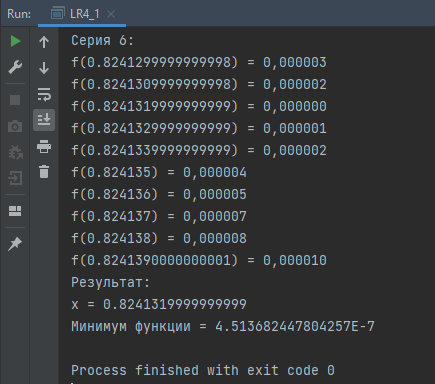 Run: LR4_1
Серия 6:
f(0.8241299999999998) = 0,000003
f(0.8241309999999998) = 0,000002
f(0.8241319999999999) = 0,000000
f(0.8241329999999999) = 0,000001
f(0.8241339999999999) = 0,000002
f(0.824135) = 0,000004
f(0.824136) = 0,000005
f(0.824137) = 0,000007
f(0.824138) = 0,000008
f(0.8241390000000001) = 0,000010
Результат:
x = 0.8241319999999999
Минимум функции = 4.513682447804257E-7
Process finished with exit code 0